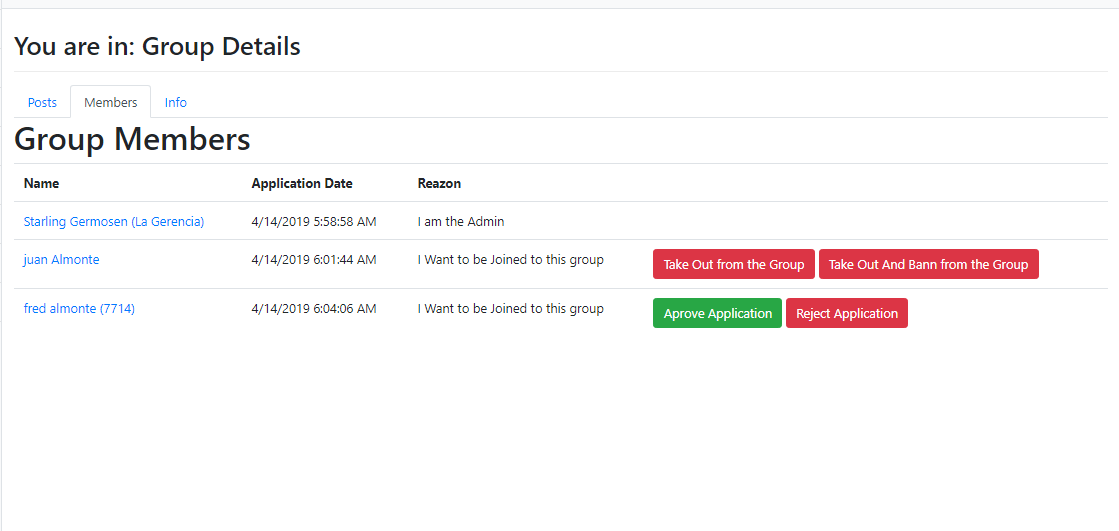 You are in: Group Details
Posts Members Info
Group Members
Name Application Date Reazon
Starling Germosen (La Gerencia) 4/14/2019 5:58:58 AM I am the Admin
juan Almonte 4/14/2019 6:01:44 AM I Want to be Joined to this group Take Out from the Group Take Out And Bann from the Group
fred almonte (7714) 4/14/2019 6:04:06 AM I Want to be Joined to this group Aprove Application Reject Application